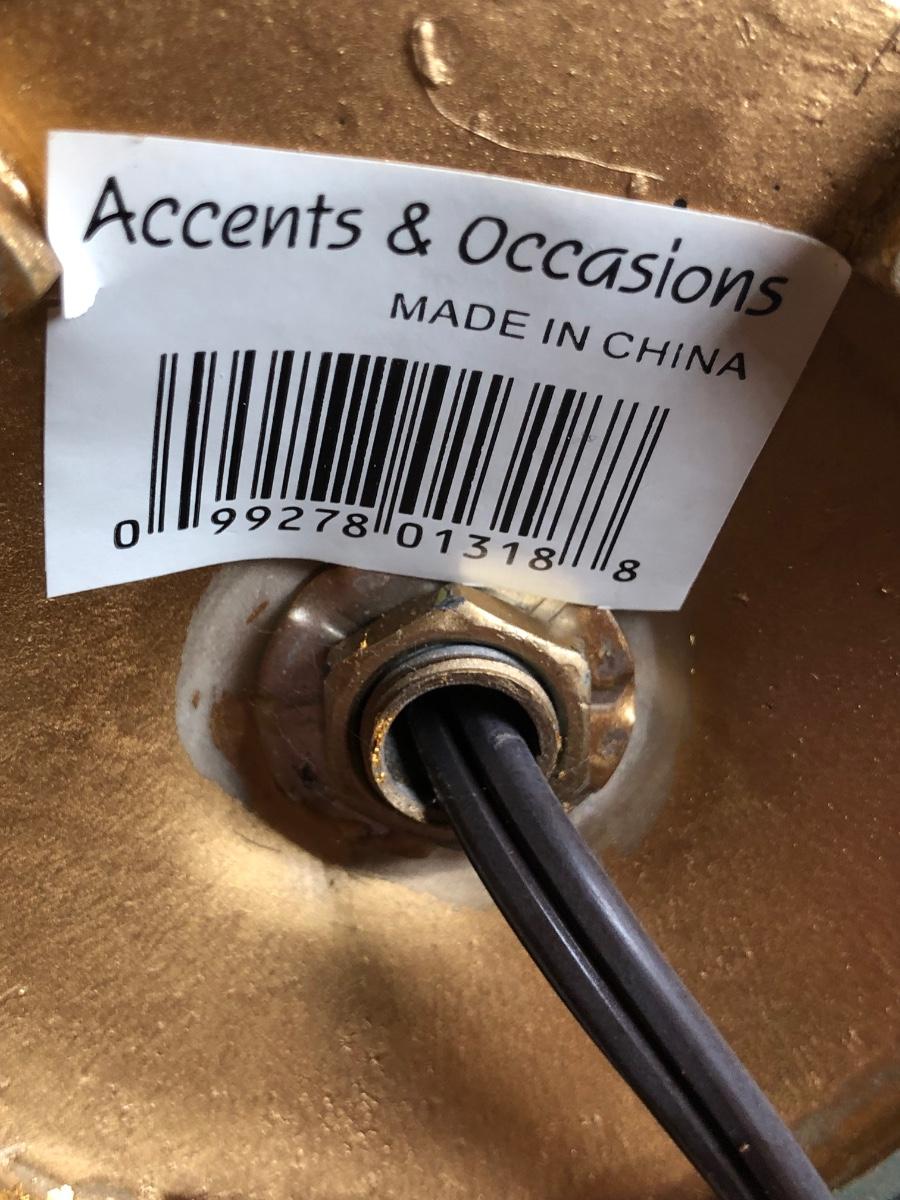 Accents & Occasions
MADE IN CHINA
0 99278 01318 8